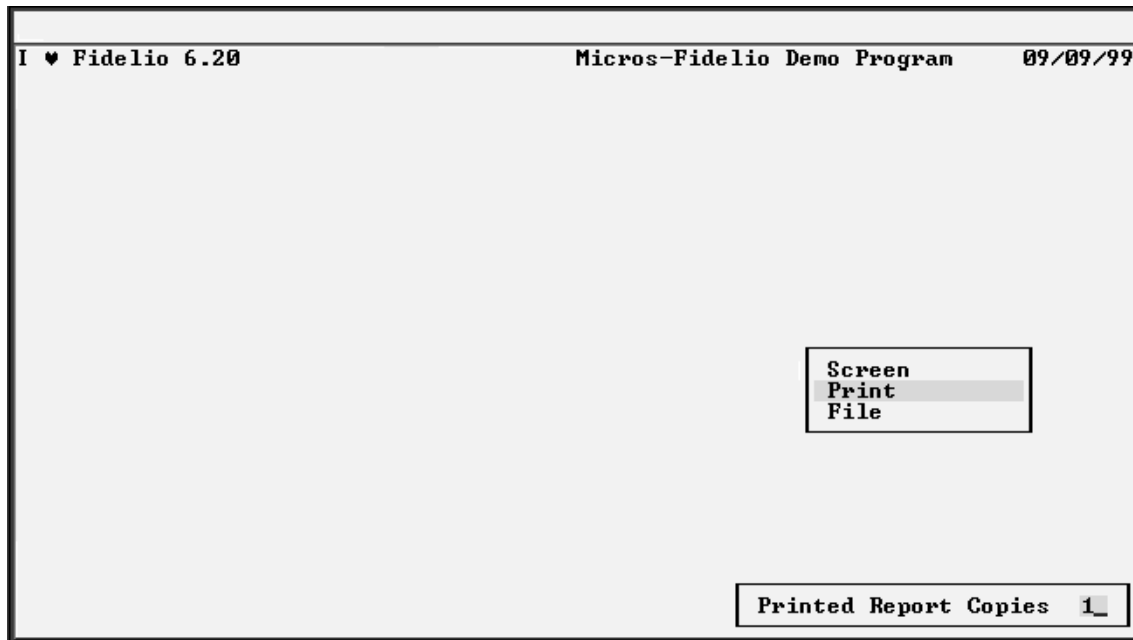 I ♥ Fidelio 6.20 Micros-Fidelio Demo Program 09/09/99
Screen
Print
File
Printed Report Copies 1_